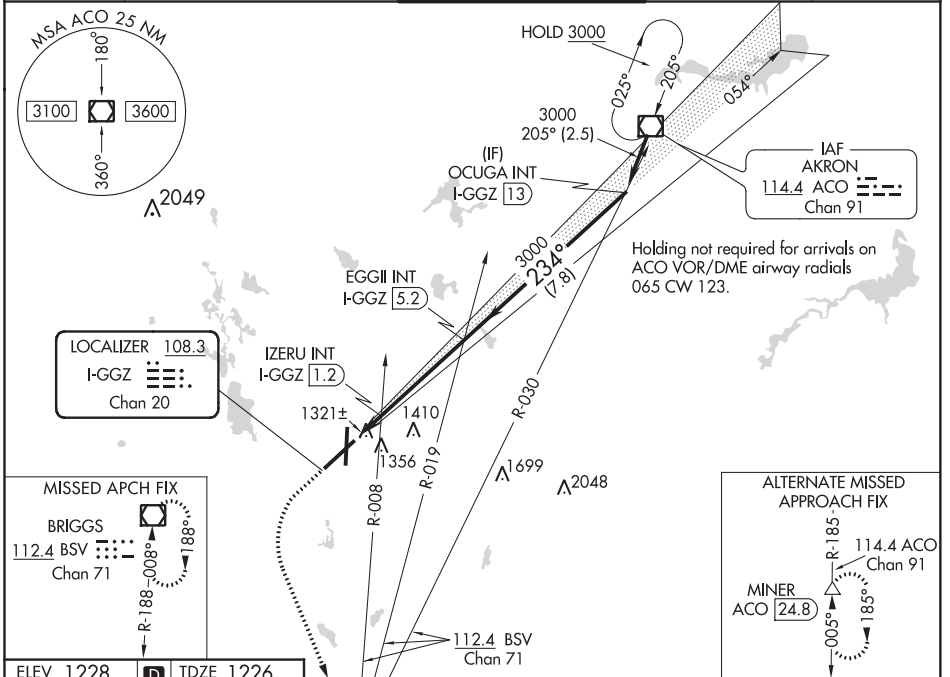 MSA ACO 25 NM
180°
3100
3600
360°
2049
HOLD 3000
025°
205°
054°
3000
205° (2.5)
(IF)
OCUGA INT
I-GGZ 13
IAF
AKRON
114.4 ACO
Chan 91
Holding not required for arrivals on
ACO VOR/DME airway radials
065 CW 123.
3000
234°
(7.8)
EGGII INT
I-GGZ 5.2
LOCALIZER 108.3
I-GGZ
Chan 20
IZERU INT
I-GGZ 1.2
1321±
1410
1356
1699
2048
R-008
R-019
R-030
MISSED APCH FIX
BRIGGS
112.4 BSV
Chan 71
R-188
008°
188°
112.4 BSV
Chan 71
ALTERNATE MISSED
APPROACH FIX
R-185
114.4 ACO
Chan 91
MINER
ACO 24.8
005°
185°
ELEV 1228
D
TDZE 1226